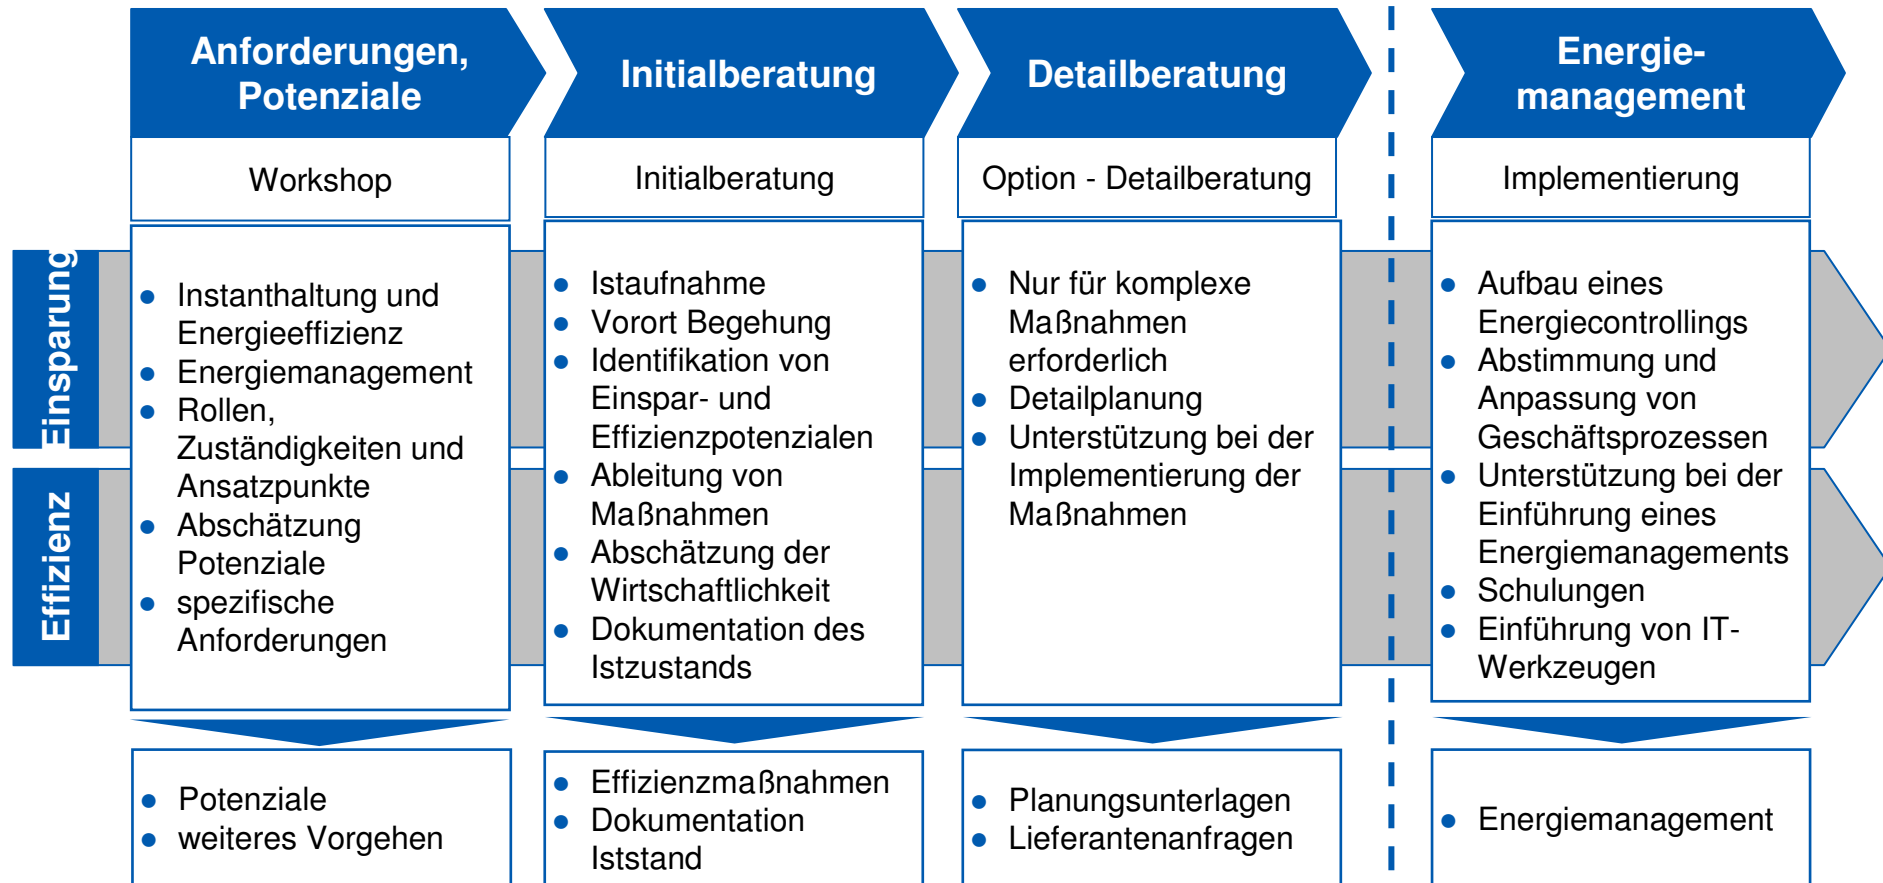 Anforderungen,
Potenziale
Initialberatung
Detailberatung
Energie-
management
Workshop
Initialberatung
Option - Detailberatung
Implementierung
Einsparung
Effizienz
● Instanthaltung und
Energieeffizienz
● Energiemanagement
● Rollen,
Zuständigkeiten und
Ansatzpunkte
● Abschätzung
Potenziale
● spezifische
Anforderungen
● Istaufnahme
● Vorort Begehung
● Identifikation von
Einspar- und
Effizienzpotenzialen
● Ableitung von
Maßnahmen
● Abschätzung der
Wirtschaftlichkeit
● Dokumentation des
Istzustands
● Nur für komplexe
Maßnahmen
erforderlich
● Detailplanung
● Unterstützung bei der
Implementierung der
Maßnahmen
● Aufbau eines
Energiecontrollings
● Abstimmung und
Anpassung von
Geschäftsprozessen
● Unterstützung bei der
Einführung eines
Energiemanagements
● Schulungen
● Einführung von IT-
Werkzeugen
● Potenziale
● weiteres Vorgehen
● Effizienzmaßnahmen
● Dokumentation
Iststand
● Planungsunterlagen
● Lieferantenanfragen
● Energiemanagement